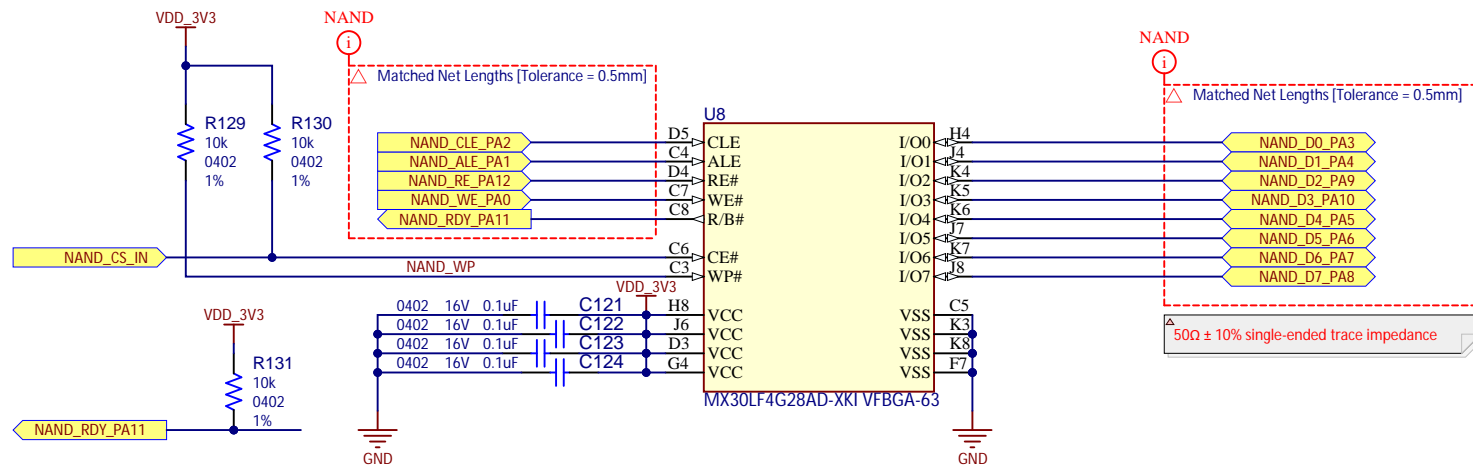 VDD_3V3
NAND
NAND
Matched Net Lengths [Tolerance = 0.5mm]
Matched Net Lengths [Tolerance = 0.5mm]
R129
10k
0402
1%
R130
10k
0402
1%
U8
NAND_CLE_PA2 D5 CLE I/O0 H4 NAND_D0_PA3
NAND_ALE_PA1 C4 ALE I/O1 J4 NAND_D1_PA4
NAND_RE_PA12 D4 RE# I/O2 K4 NAND_D2_PA9
NAND_WE_PA0 C7 WE# I/O3 K5 NAND_D3_PA10
NAND_RDY_PA11 C8 R/B# I/O4 K6 NAND_D4_PA5
I/O5 J7 NAND_D5_PA6
NAND_CS_IN C6 CE# I/O6 K7 NAND_D6_PA7
NAND_WP C3 WP# I/O7 J8 NAND_D7_PA8
VDD_3V3
0402 16V 0.1uF C121 H8 VCC VSS C5
0402 16V 0.1uF C122 J6 VCC VSS K3
0402 16V 0.1uF C123 D3 VCC VSS K8
0402 16V 0.1uF C124 G4 VCC VSS F7
MX30LF4G28AD-XKI VFBGA-63
50Ω ± 10% single-ended trace impedance
VDD_3V3
R131
10k
0402
1%
NAND_RDY_PA11
GND
GND